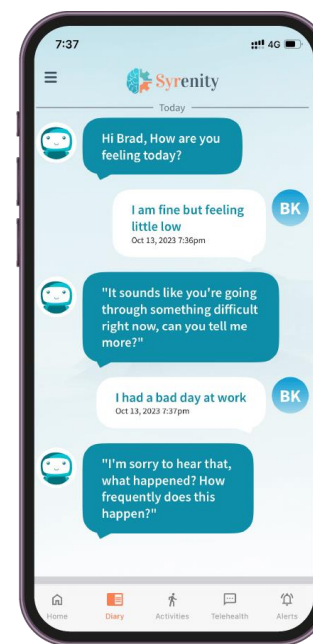 7:37
4G
Syrenity
Today
Hi Brad, How are you
feeling today?
I am fine but feeling
little low
Oct 13, 2023 7:36pm
BK
"It sounds like you're going
through something difficult
right now, can you tell me
more?"
I had a bad day at work
Oct 13, 2023 7:37pm
BK
"I'm sorry to hear that,
what happened? How
frequently does this
happen?"
Home Diary Activities Telehealth Alerts